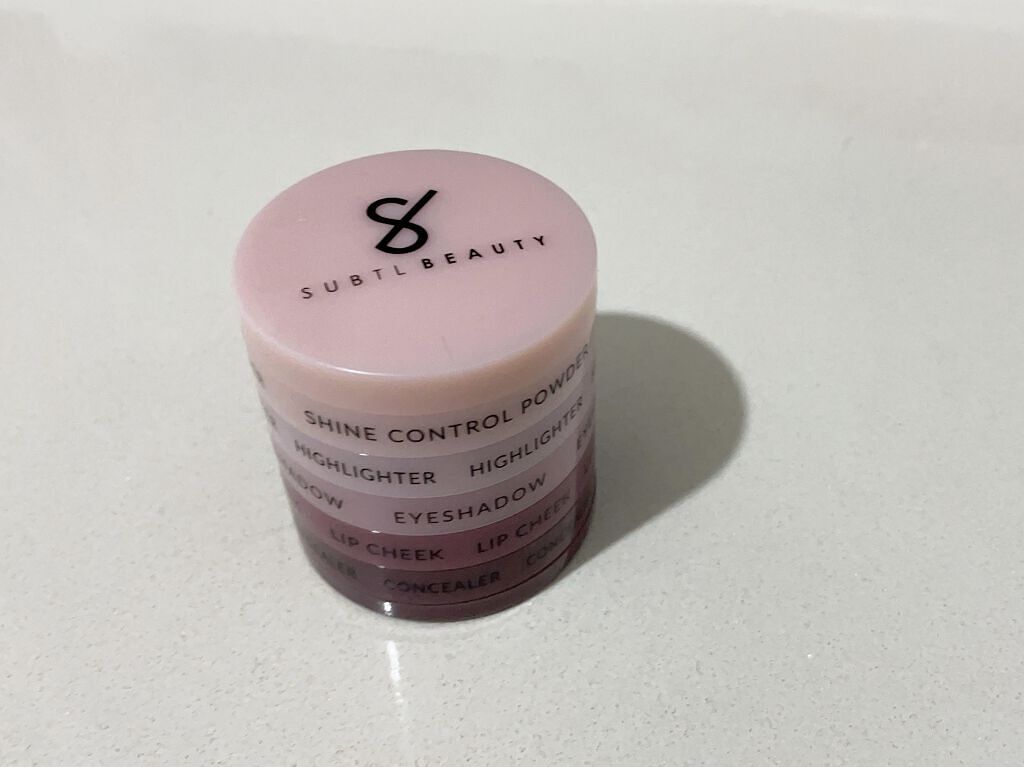 SUBTL BEAUTY
SHINE CONTROL POWDER
HIGHLIGHTER HIGHLIGHTER
EYESHADOW
LIP CHEEK LIP CHEEK
CONCEALER